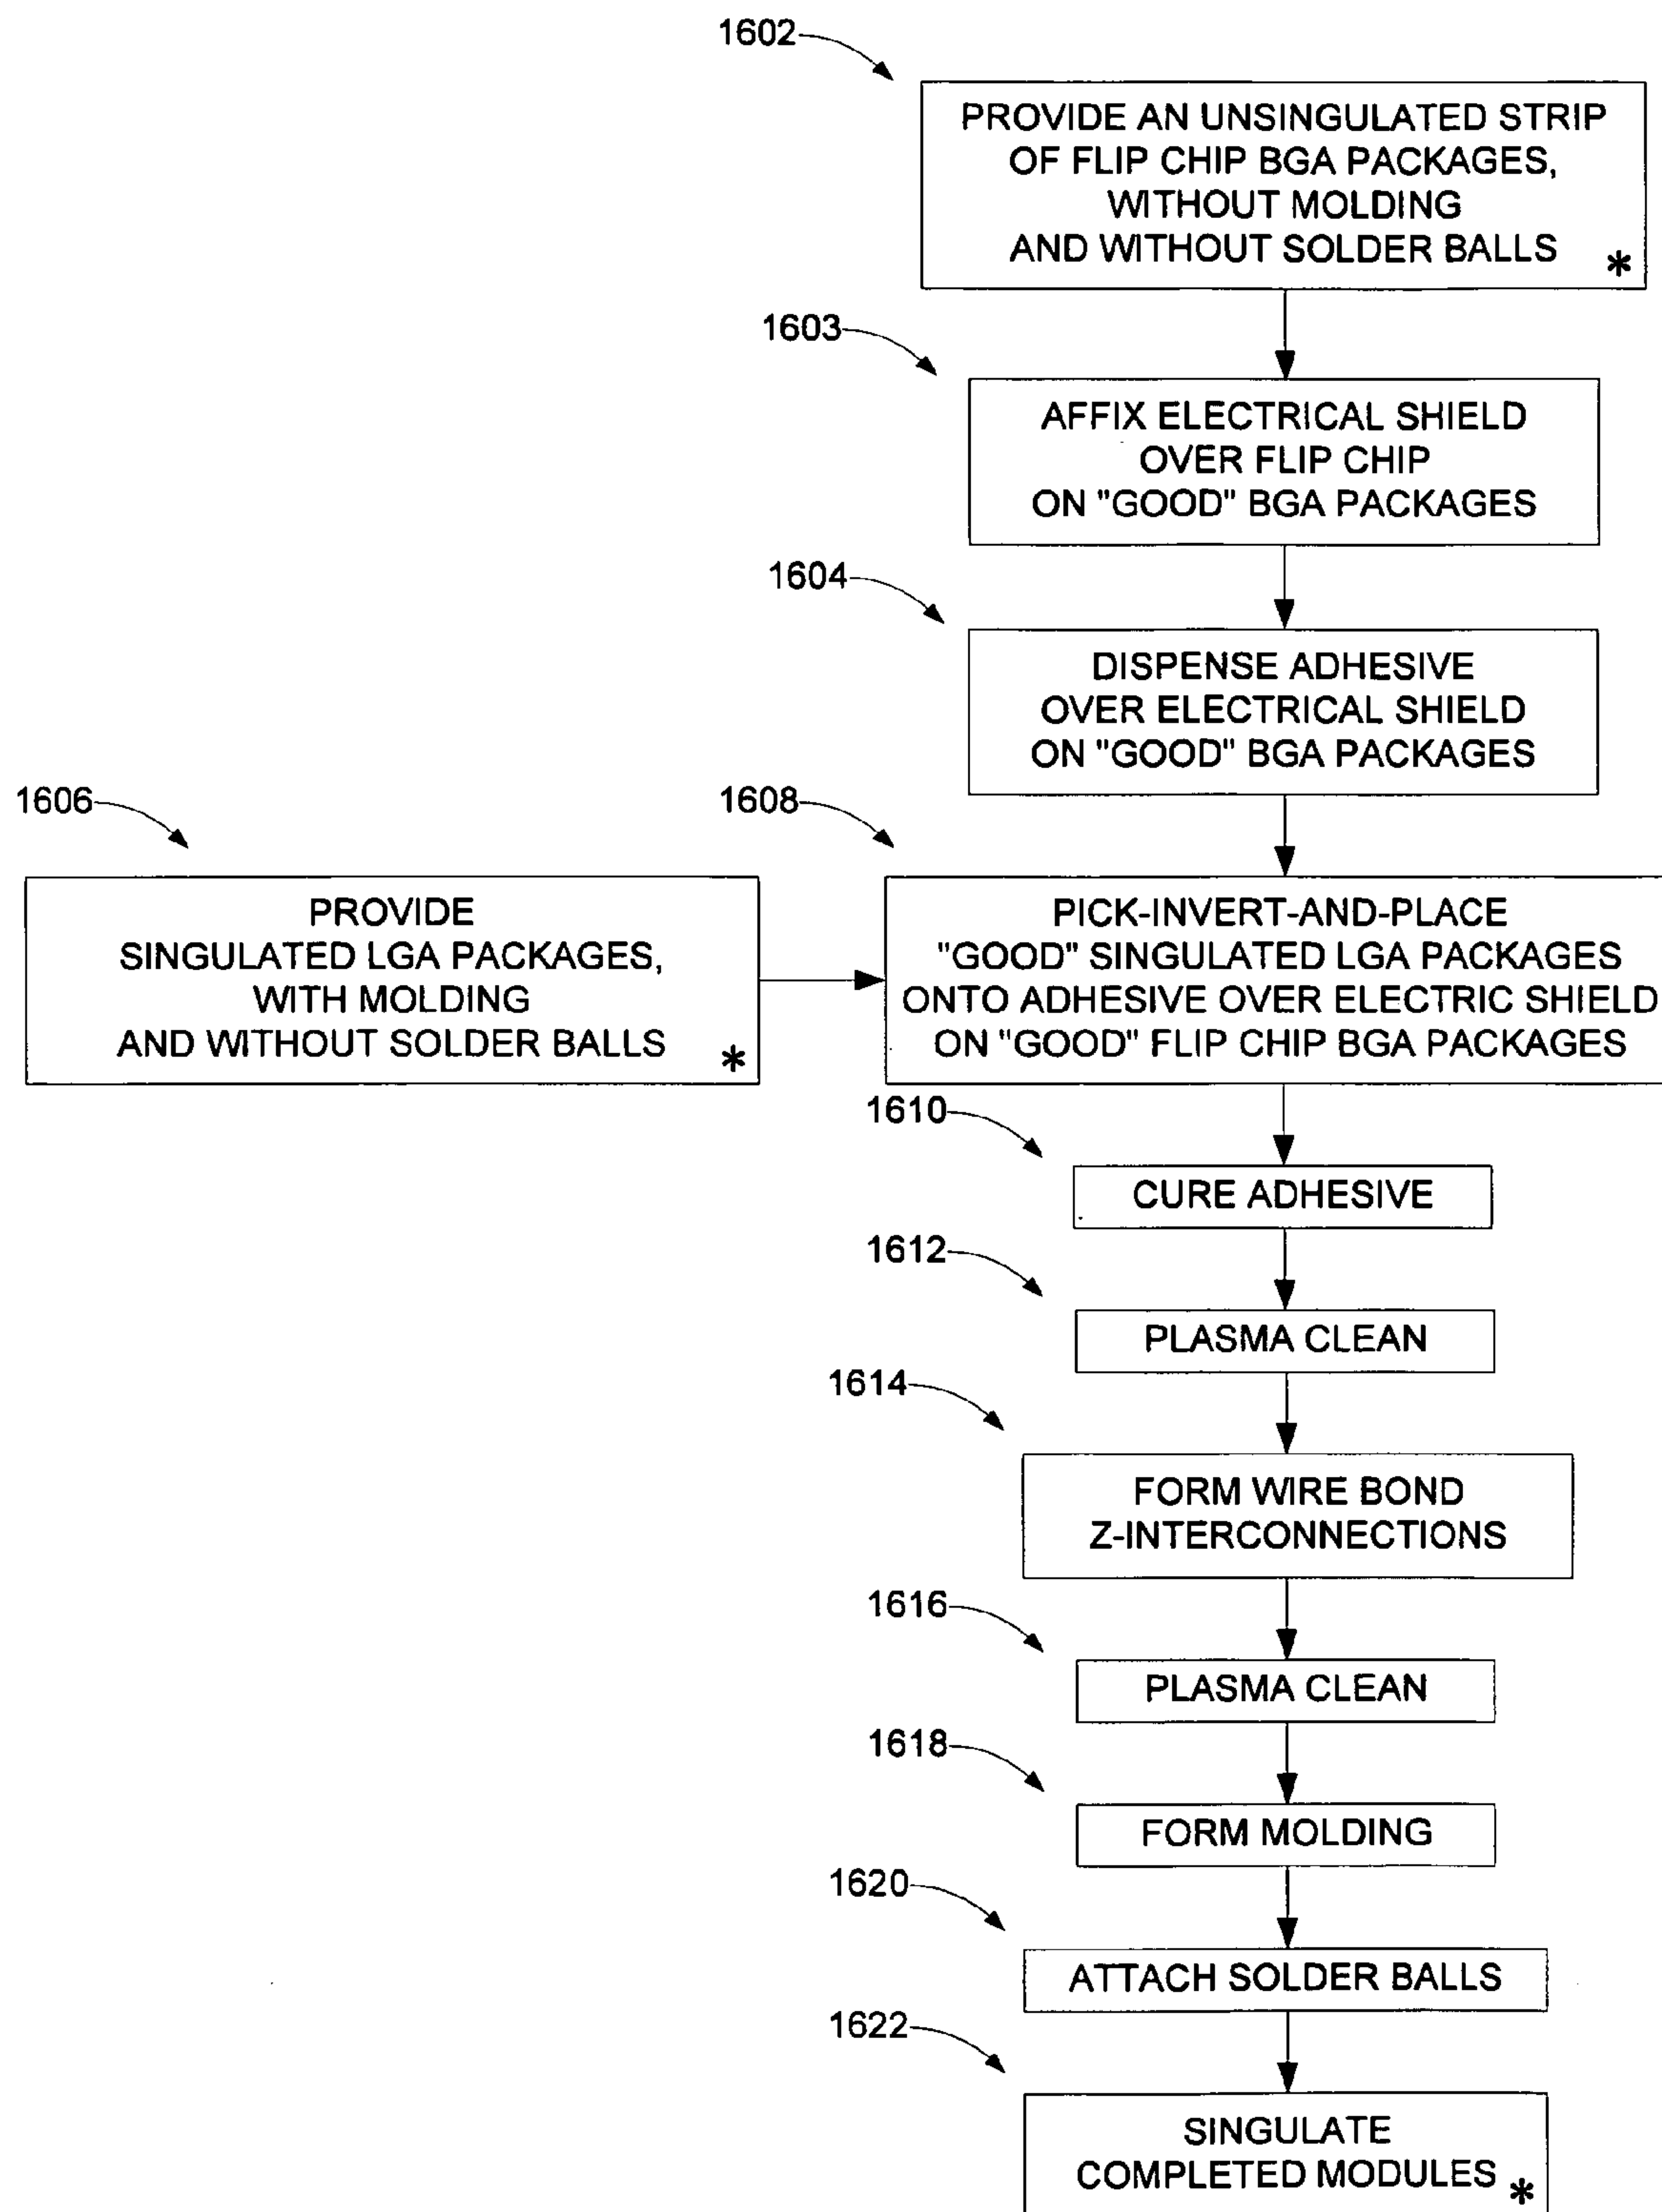 1602
PROVIDE AN UNSINGULATED STRIP
OF FLIP CHIP BGA PACKAGES,
WITHOUT MOLDING
AND WITHOUT SOLDER BALLS *
1603
AFFIX ELECTRICAL SHIELD
OVER FLIP CHIP
ON "GOOD" BGA PACKAGES
1604
DISPENSE ADHESIVE
OVER ELECTRICAL SHIELD
ON "GOOD" BGA PACKAGES
1606
PROVIDE
SINGULATED LGA PACKAGES,
WITH MOLDING
AND WITHOUT SOLDER BALLS *
1608
PICK-INVERT-AND-PLACE
"GOOD" SINGULATED LGA PACKAGES
ONTO ADHESIVE OVER ELECTRIC SHIELD
ON "GOOD" FLIP CHIP BGA PACKAGES
1610
CURE ADHESIVE
1612
PLASMA CLEAN
1614
FORM WIRE BOND
Z-INTERCONNECTIONS
1616
PLASMA CLEAN
1618
FORM MOLDING
1620
ATTACH SOLDER BALLS
1622
SINGULATE
COMPLETED MODULES *